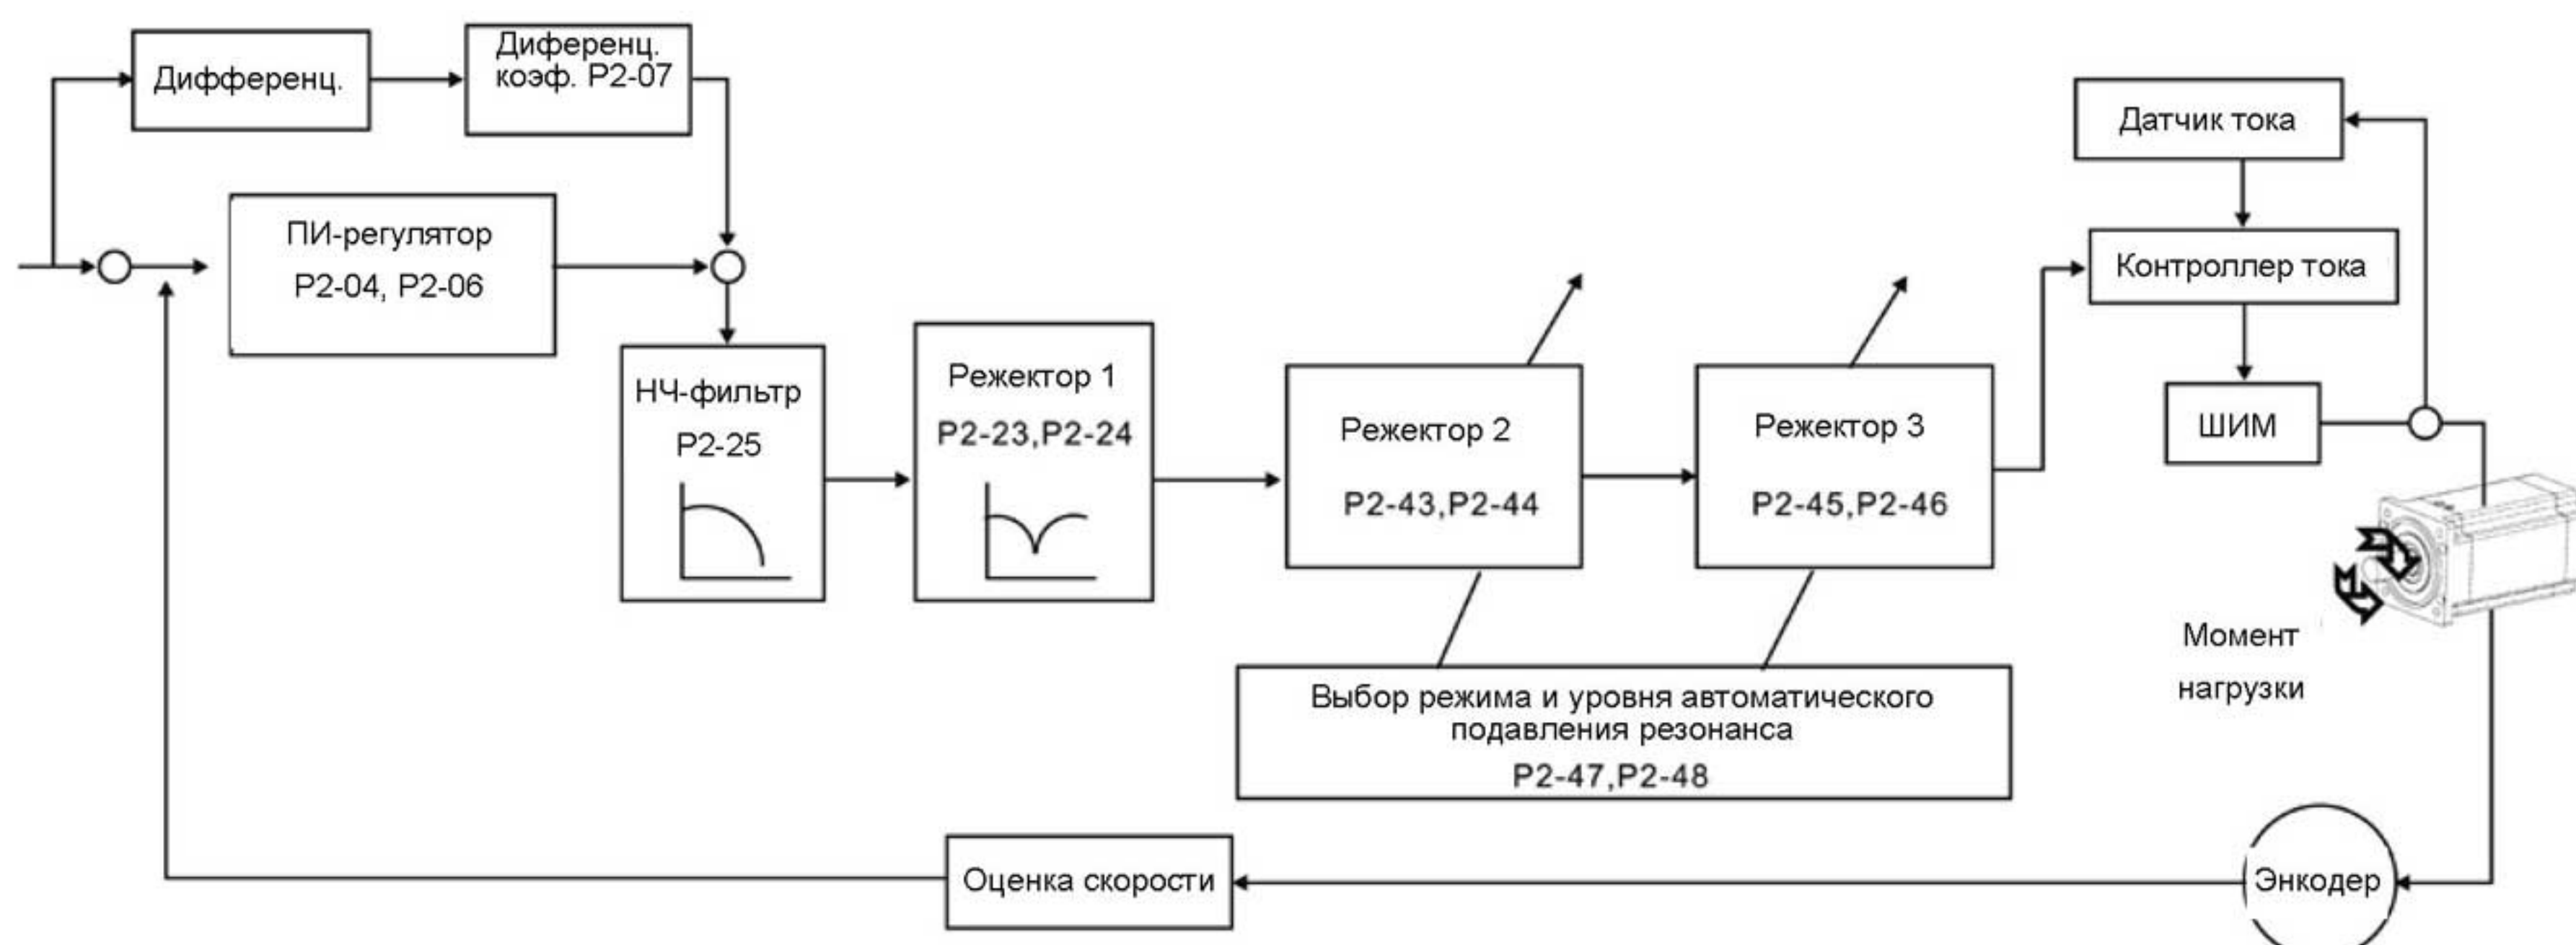 Дифференц.
Диференц.
коэф. P2-07
Датчик тока
ПИ-регулятор
P2-04, P2-06
Контроллер тока
НЧ-фильтр
P2-25
Режектор 1
P2-23,P2-24
Режектор 2
P2-43,P2-44
Режектор 3
P2-45,P2-46
ШИМ
Момент
нагрузки
Выбор режима и уровня автоматического
подавления резонанса
P2-47,P2-48
Оценка скорости
Энкодер